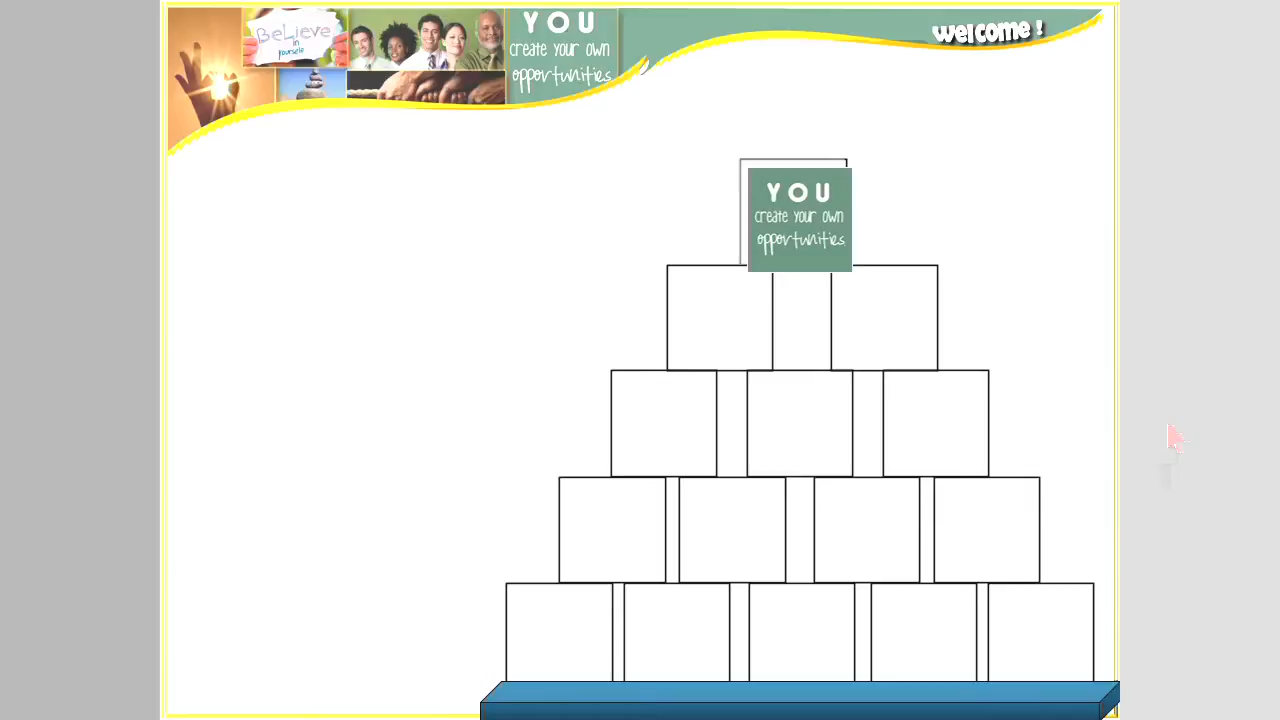 BeLieve
in
yourself
YOU
create your own
opportunities
welcome !
YOU
create your own
opportunities